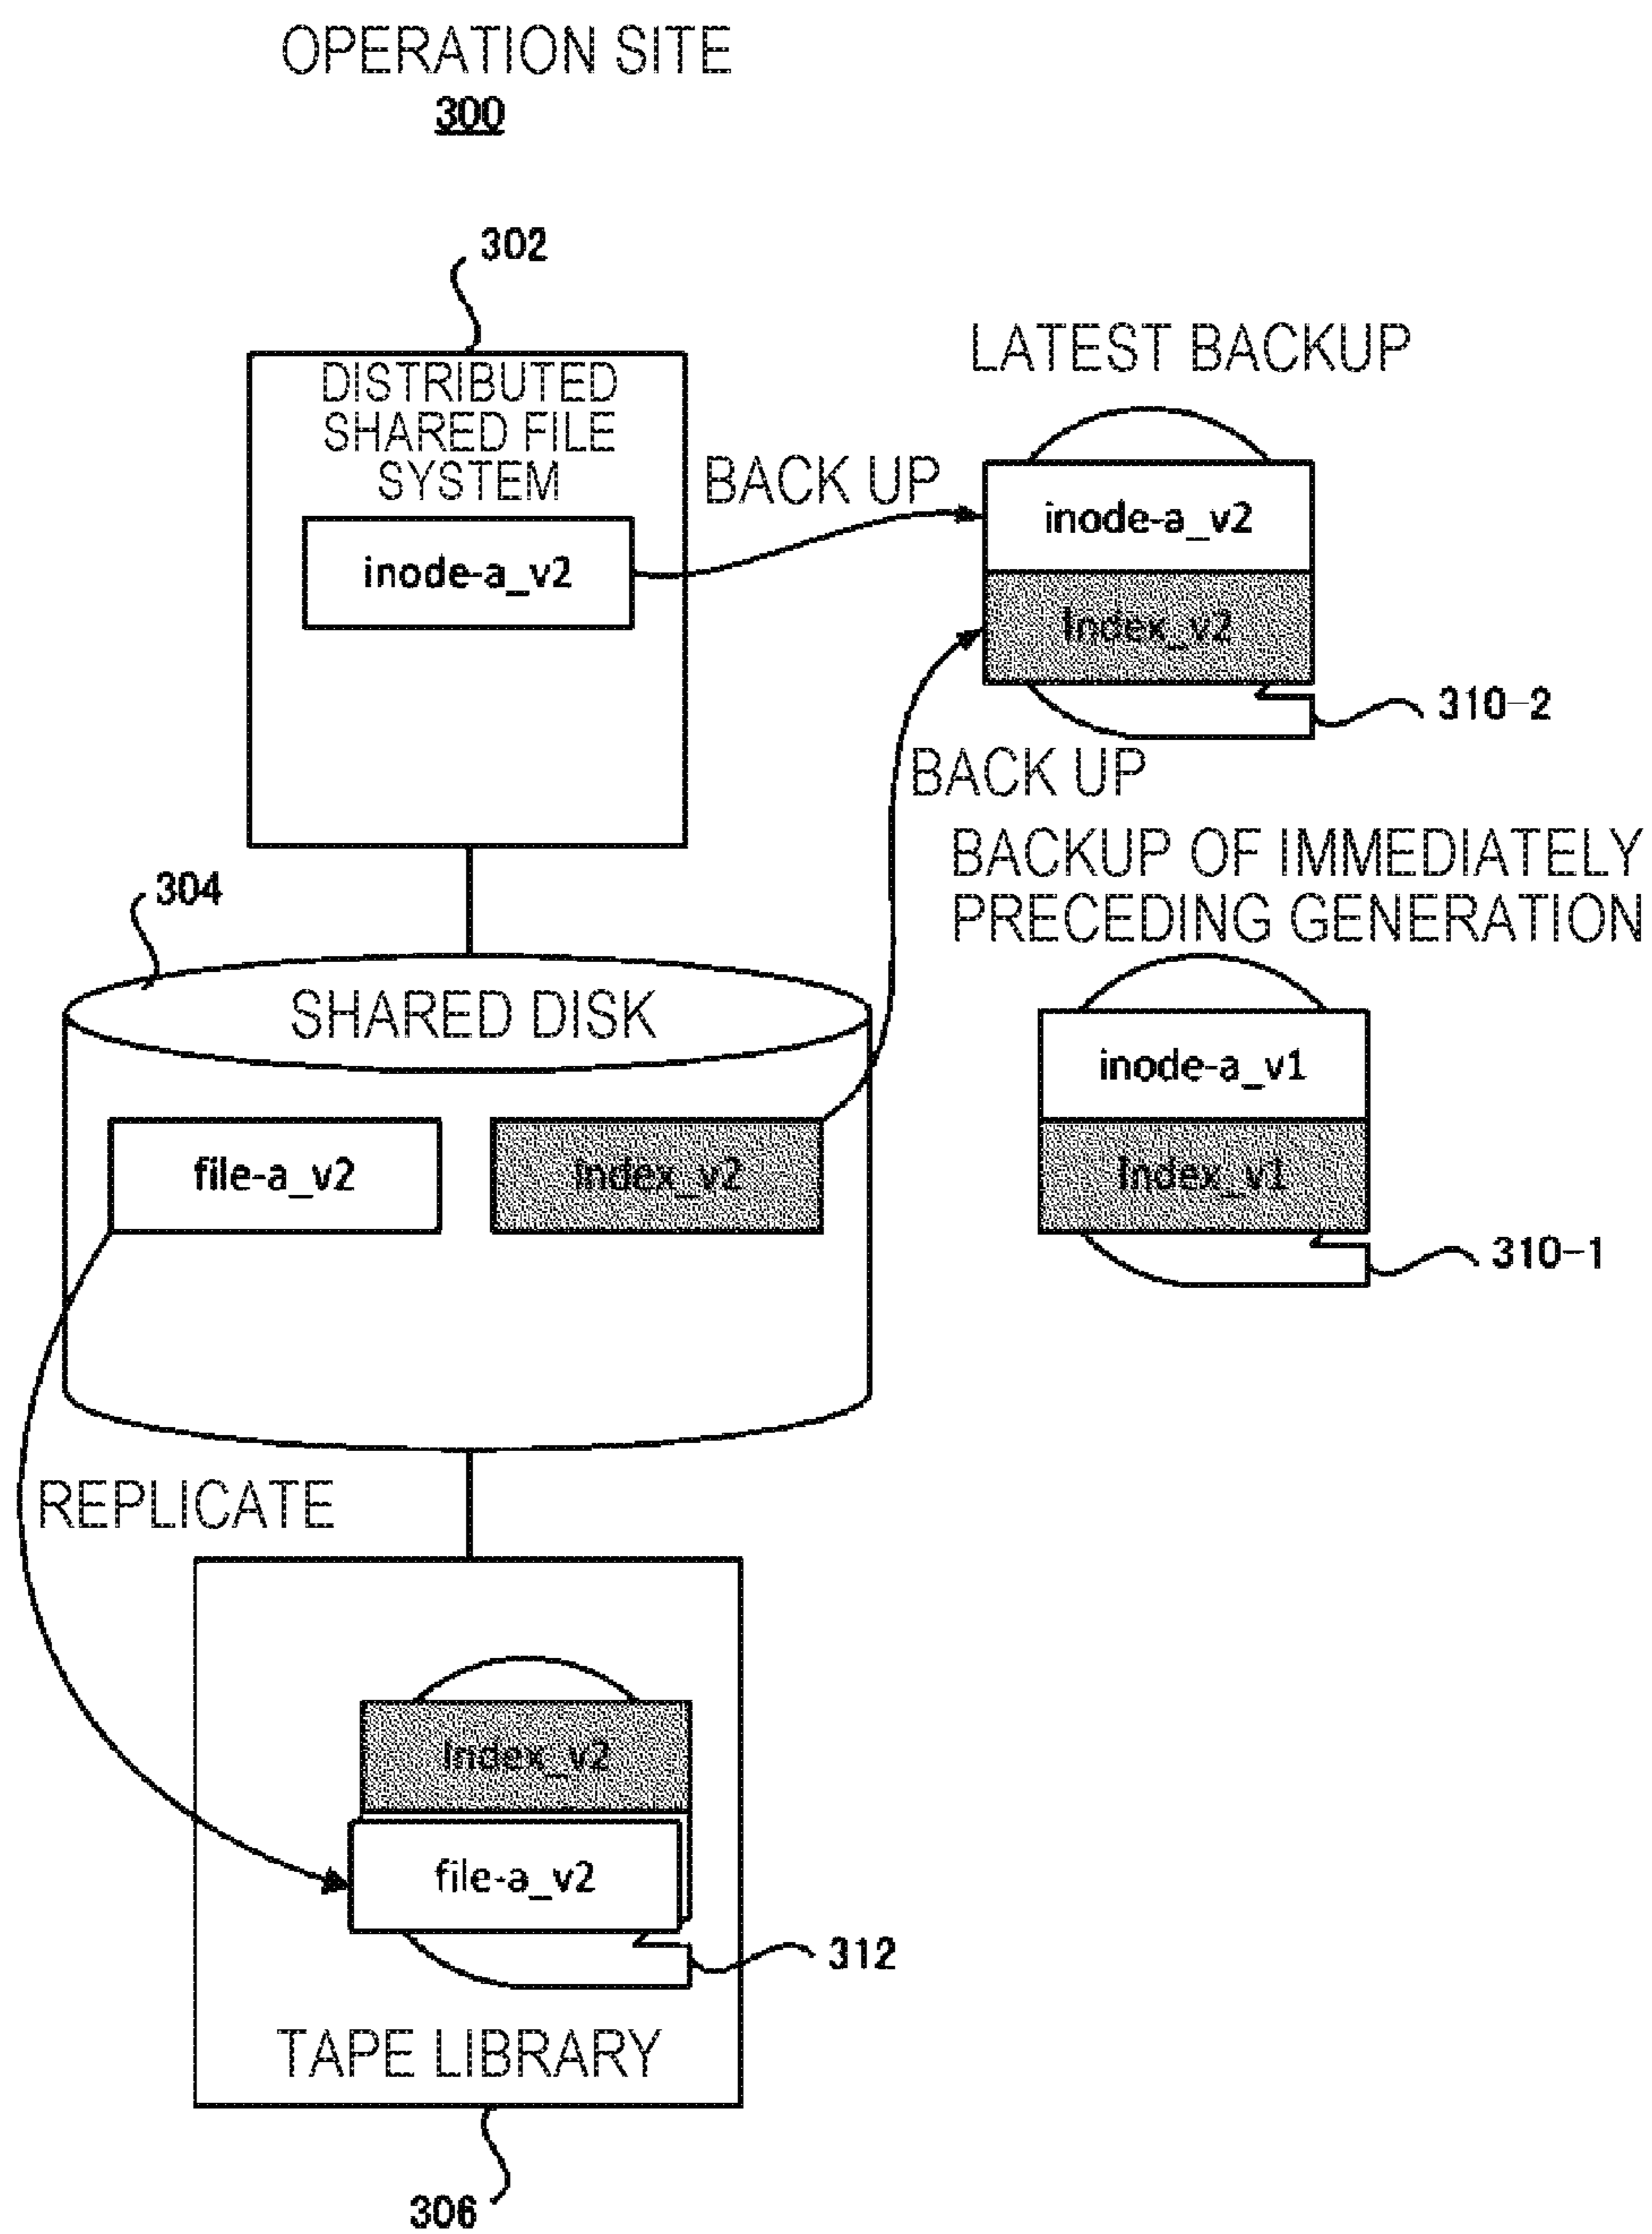 OPERATION SITE
300
302
DISTRIBUTED
SHARED FILE
SYSTEM
inode-a_v2
BACK UP
LATEST BACKUP
inode-a_v2
Index_v2
310-2
BACK UP
BACKUP OF IMMEDIATELY
PRECEDING GENERATION
inode-a_v1
Index_v1
310-1
304
SHARED DISK
file-a_v2
Index_v2
REPLICATE
Index_v2
file-a_v2
312
TAPE LIBRARY
306